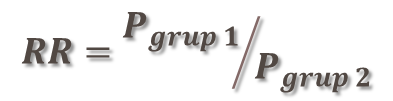 RR = P grup 1 / P grup 2